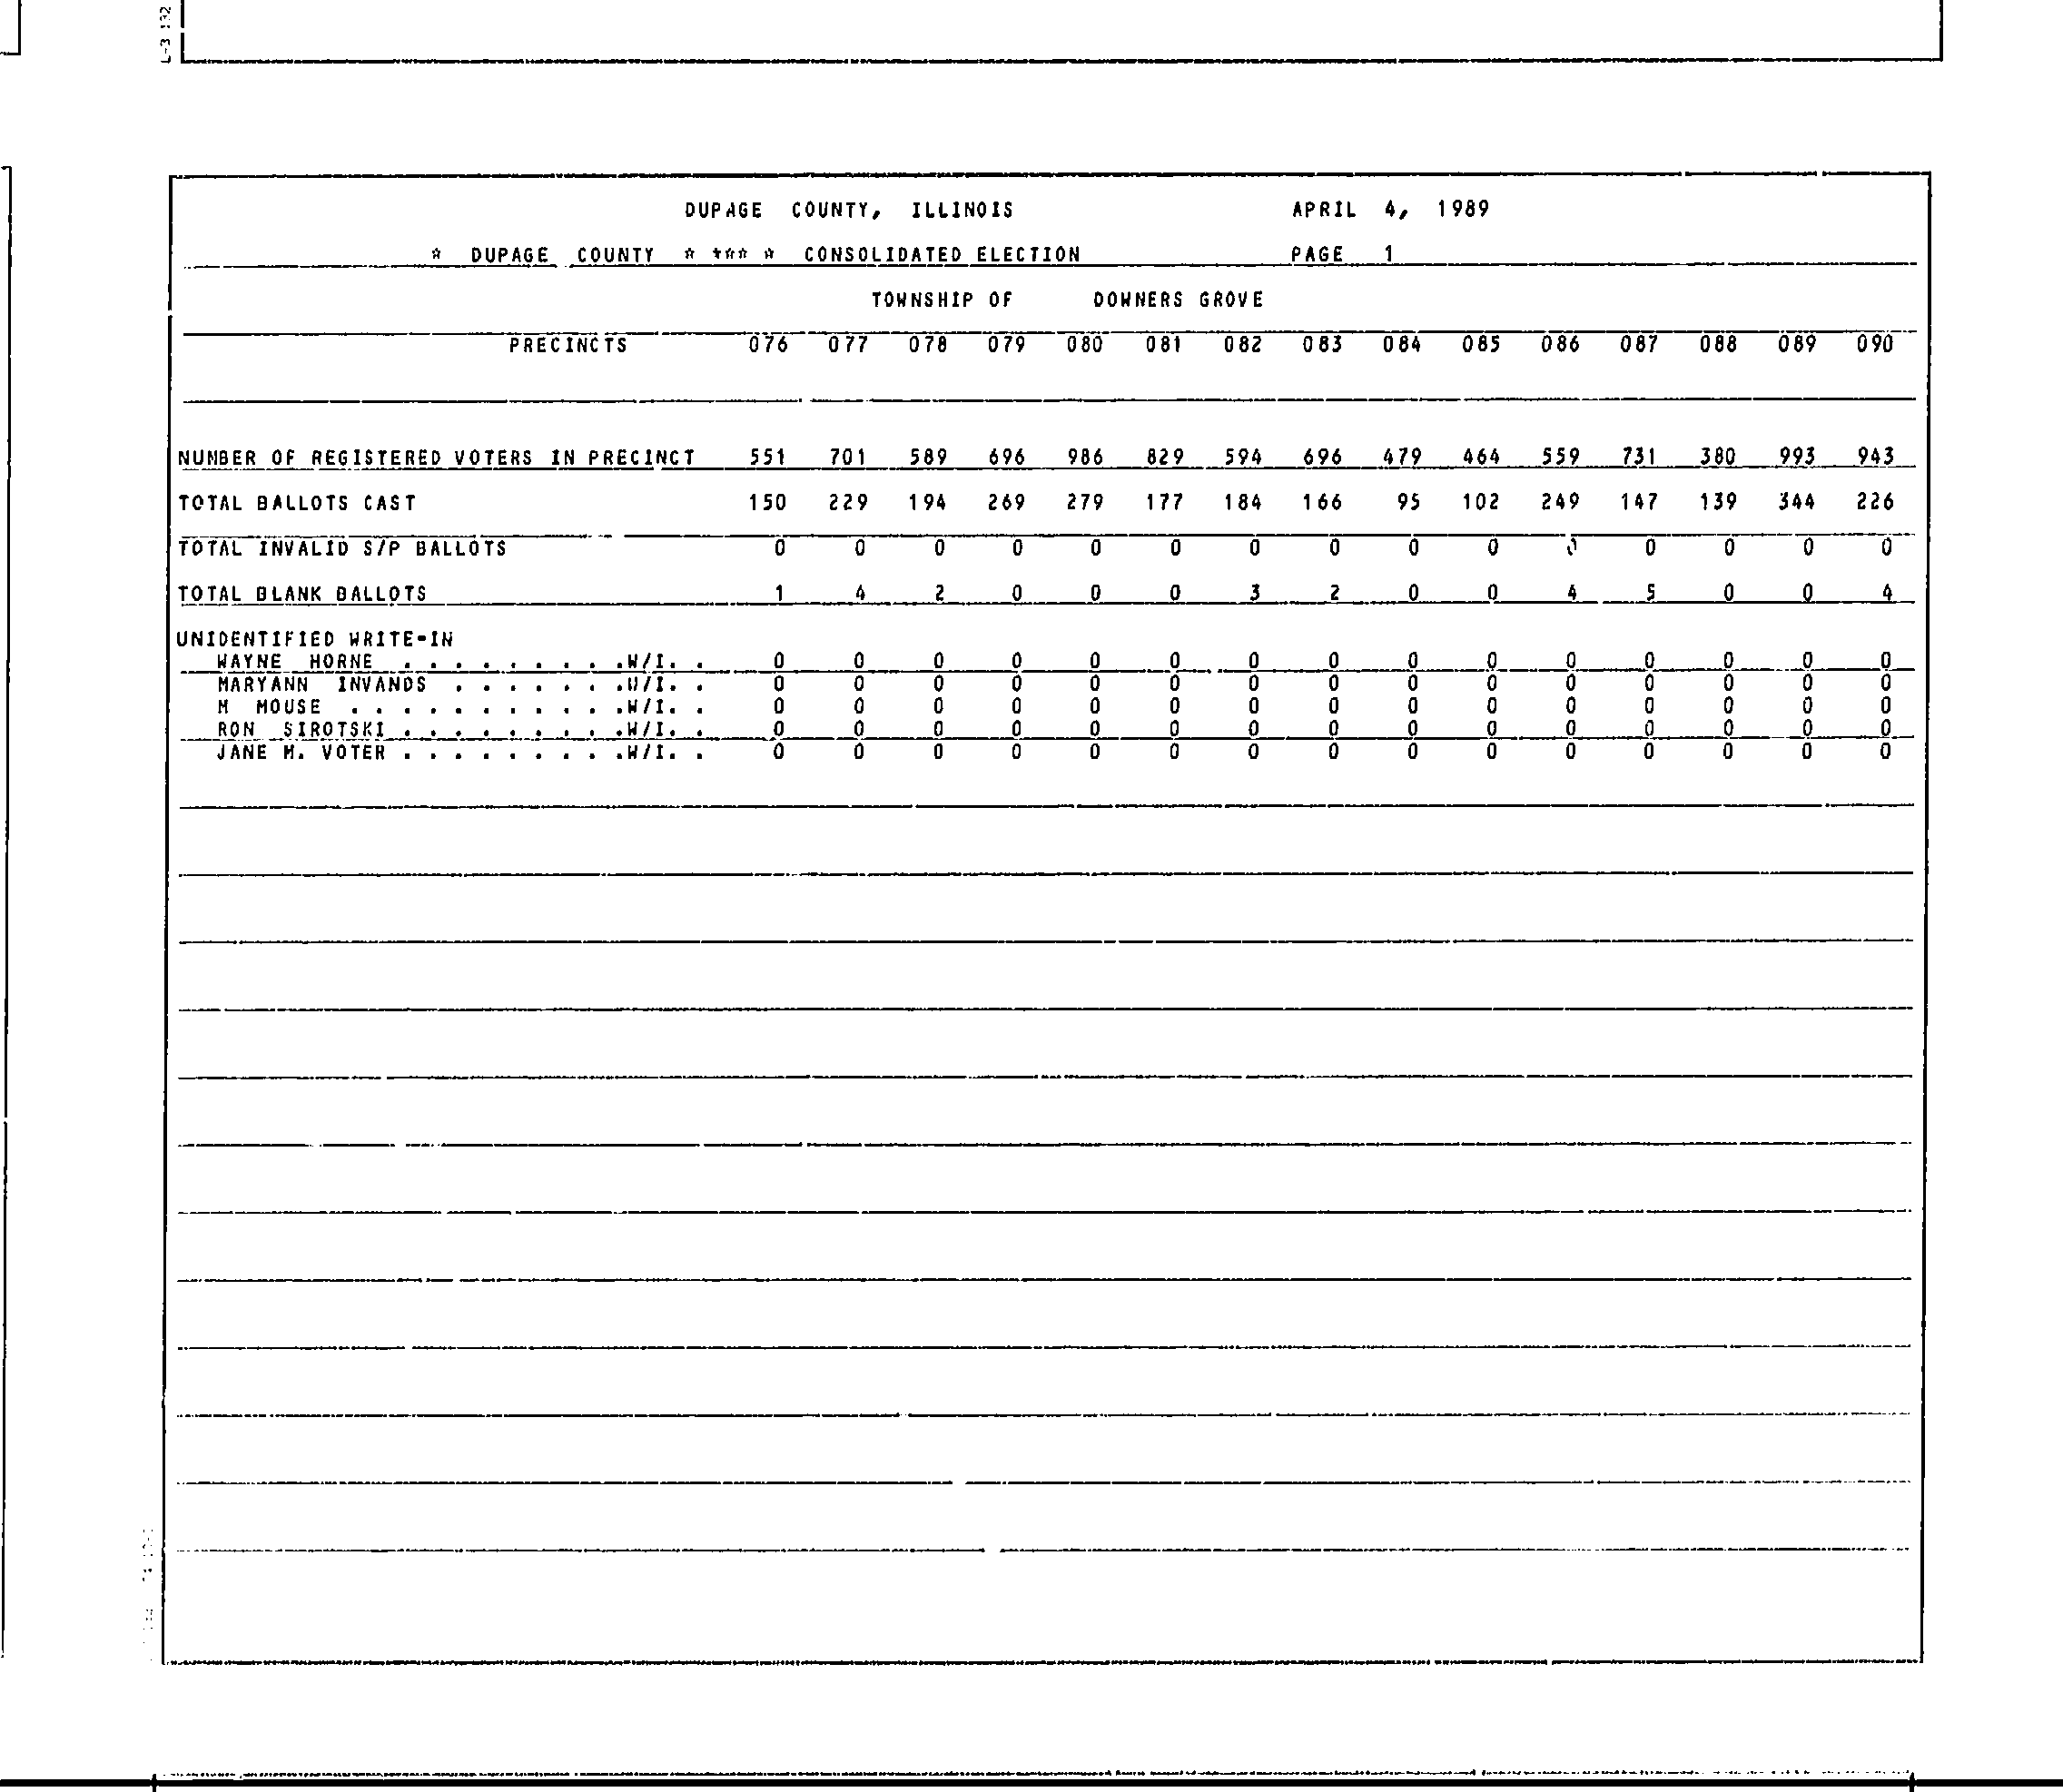 L-3 132
DUPAGE COUNTY, ILLINOIS APRIL 4, 1989
* DUPAGE COUNTY * *** * CONSOLIDATED ELECTION PAGE 1
TOWNSHIP OF DOWNERS GROVE
PRECINCTS 076 077 078 079 080 081 082 083 084 085 086 087 088 089 090
NUMBER OF REGISTERED VOTERS IN PRECINCT 551 701 589 696 986 829 594 696 479 464 559 731 380 993 943
TOTAL BALLOTS CAST 150 229 194 269 279 177 184 166 95 102 249 147 139 344 226
TOTAL INVALID S/P BALLOTS 0 0 0 0 0 0 0 0 0 0 0 0 0 0 0
TOTAL BLANK BALLOTS 1 4 2 0 0 0 3 2 0 0 4 5 0 0 4
UNIDENTIFIED WRITE-IN
WAYNE HORNE . . . . . . . . .W/I. . 0 0 0 0 0 0 0 0 0 0 0 0 0 0 0
MARYANN INVANDS . . . . . . .W/I. . 0 0 0 0 0 0 0 0 0 0 0 0 0 0 0
M MOUSE . . . . . . . . . . .W/I. . 0 0 0 0 0 0 0 0 0 0 0 0 0 0 0
RON SIROTSKI . . . . . . . . .W/I. . 0 0 0 0 0 0 0 0 0 0 0 0 0 0 0
JANE M. VOTER . . . . . . . . .W/I. . 0 0 0 0 0 0 0 0 0 0 0 0 0 0 0